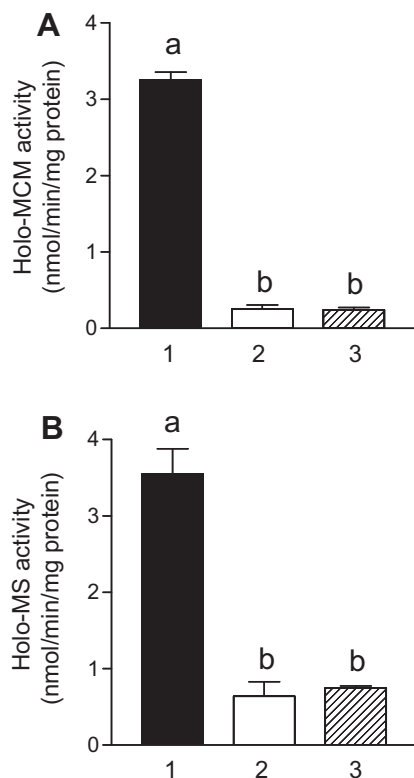 A
Holo-MCM activity
(nmol/min/mg protein)
4
3
2
1
0
a
b
b
1
2
3
B
Holo-MS activity
(nmol/min/mg protein)
4
3
2
1
0
a
b
b
1
2
3